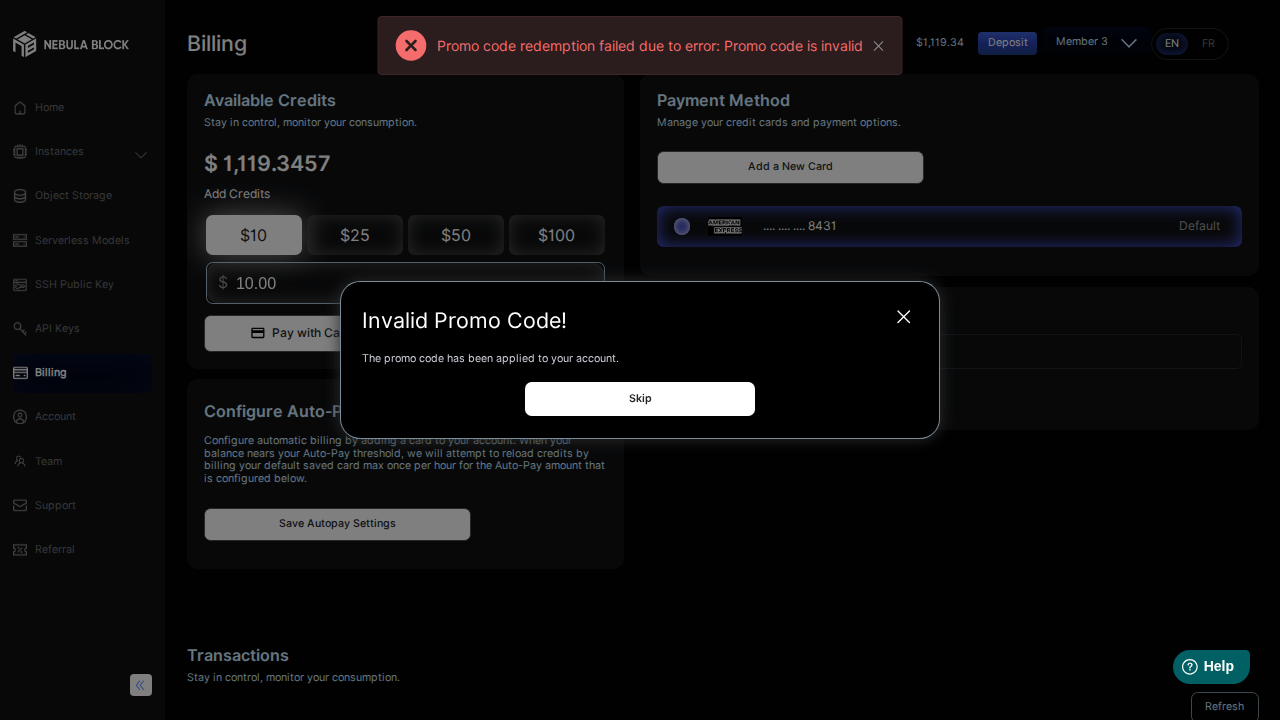 NEBULA BLOCK
Billing
Promo code redemption failed due to error: Promo code is invalid
$1,119.34
Deposit
Member 3
EN
FR
Home
Instances
Object Storage
Serverless Models
SSH Public Key
API Keys
Billing
Account
Team
Support
Referral
Available Credits
Stay in control, monitor your consumption.
$ 1,119.3457
Add Credits
$10
$25
$50
$100
$ 10.00
Pay with Ca
Payment Method
Manage your credit cards and payment options.
Add a New Card
AMERICAN
EXPRESS
.... .... .... 8431
Default
Invalid Promo Code!
The promo code has been applied to your account.
Skip
Configure Auto-P
Configure automatic billing by adding a card to your account. When your
balance nears your Auto-Pay threshold, we will attempt to reload credits by
billing your default saved card max once per hour for the Auto-Pay amount that
is configured below.
Save Autopay Settings
Transactions
Stay in control, monitor your consumption.
Help
Refresh